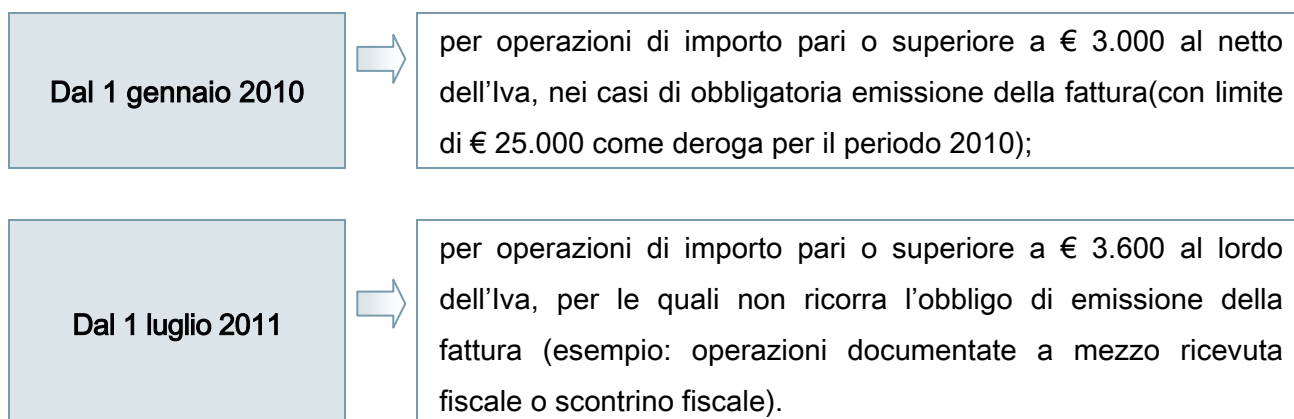 Dal 1 gennaio 2010
per operazioni di importo pari o superiore a € 3.000 al netto
dell’Iva, nei casi di obbligatoria emissione della fattura(con limite
di € 25.000 come deroga per il periodo 2010);
Dal 1 luglio 2011
per operazioni di importo pari o superiore a € 3.600 al lordo
dell’Iva, per le quali non ricorra l’obbligo di emissione della
fattura (esempio: operazioni documentate a mezzo ricevuta
fiscale o scontrino fiscale).